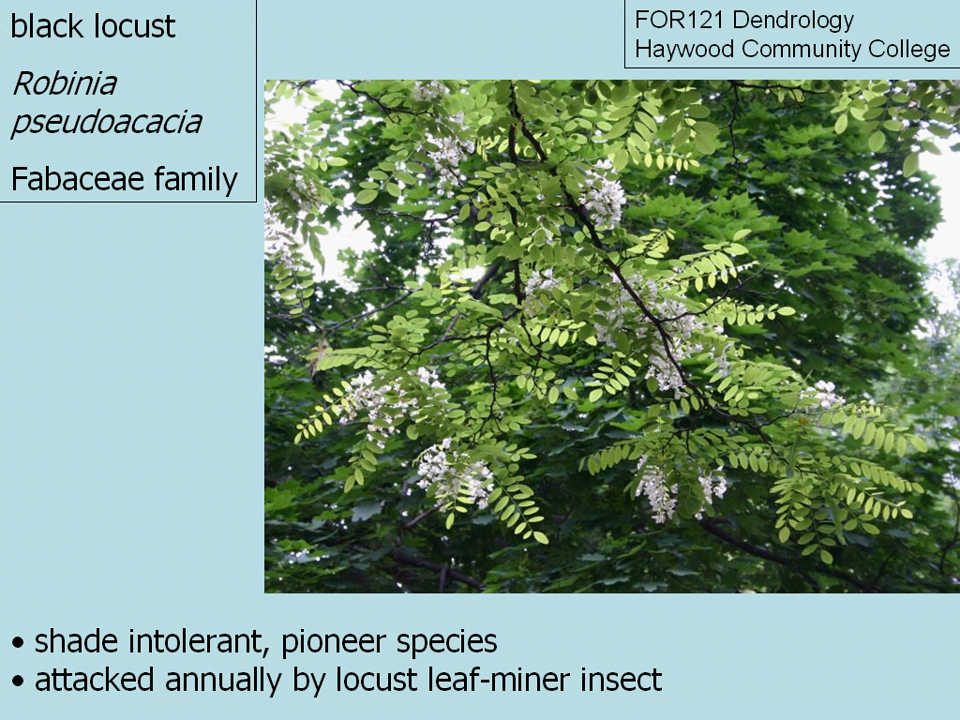 black locust
Robinia
pseudoacacia
Fabaceae family
FOR121 Dendrology
Haywood Community College
• shade intolerant, pioneer species
• attacked annually by locust leaf-miner insect